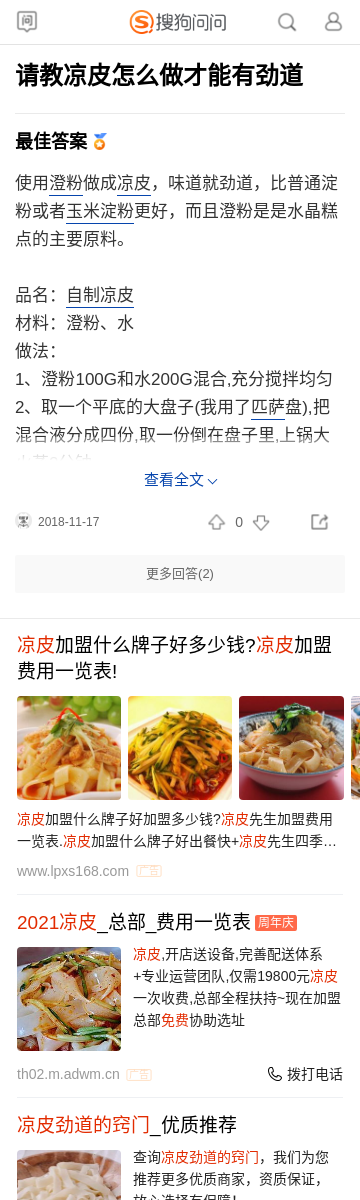 问
搜狗问问
请教凉皮怎么做才能有劲道
最佳答案
使用澄粉做成凉皮，味道就劲道，比普通淀
粉或者玉米淀粉更好，而且澄粉是是水晶糕
点的主要原料。
品名：自制凉皮
材料：澄粉、水
做法：
1、澄粉100G和水200G混合,充分搅拌均匀
2、取一个平底的大盘子(我用了匹萨盘),把
混合液分成四份,取一份倒在盘子里,上锅大
查看全文
2018-11-17
0
更多回答(2)
凉皮加盟什么牌子好多少钱?凉皮加盟
费用一览表!
凉皮加盟什么牌子好加盟多少钱?凉皮先生加盟费用
一览表.凉皮加盟什么牌子好出餐快+凉皮先生四季…
www.lpxs168.com 广告
2021凉皮_总部_费用一览表 周年庆
凉皮,开店送设备,完善配送体系
+专业运营团队,仅需19800元凉皮
一次收费,总部全程扶持~现在加盟
总部免费协助选址
th02.m.adwm.cn 广告
拨打电话
凉皮劲道的窍门_优质推荐
查询凉皮劲道的窍门，我们为您
推荐更多优质商家，资质保证，
放心选择有保障！